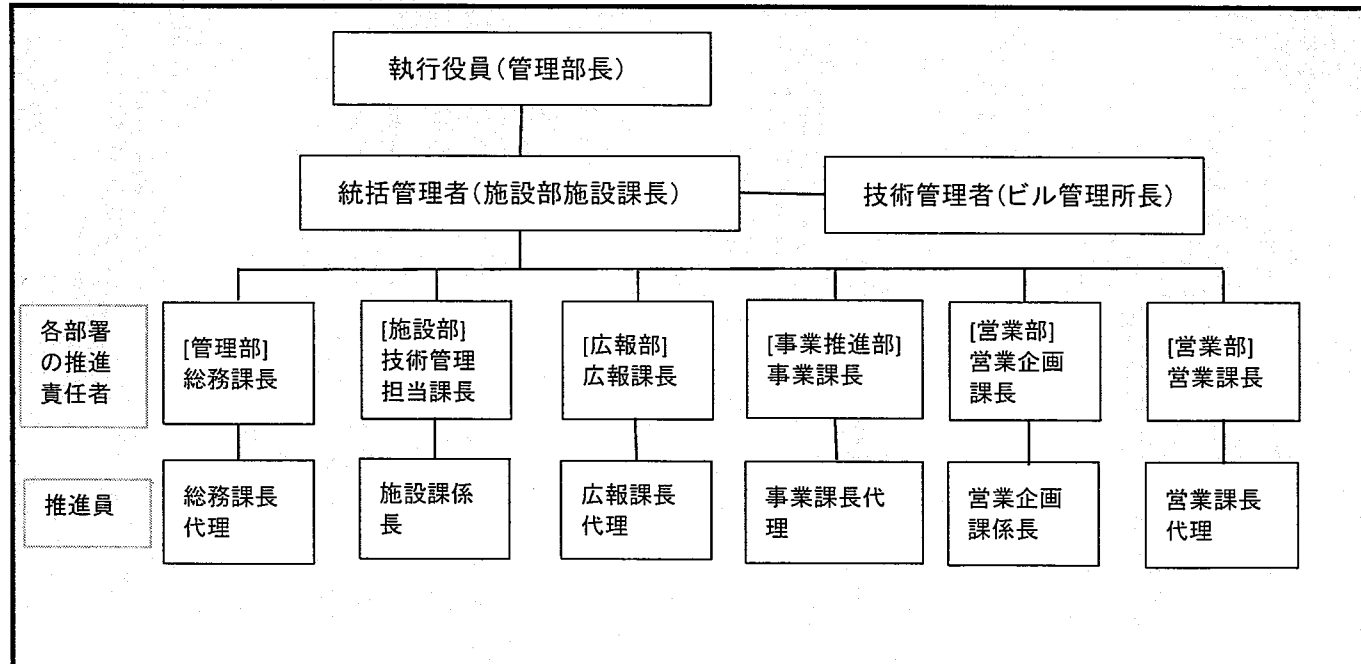 執行役員(管理部長)
統括管理者(施設部施設課長)
技術管理者(ビル管理所長)
各部署
の推進
責任者
[管理部]
総務課長
[施設部]
技術管理
担当課長
[広報部]
広報課長
[事業推進部]
事業課長
[営業部]
営業企画
課長
[営業部]
営業課長
推進員
総務課長
代理
施設課係
長
広報課長
代理
事業課長代
理
営業企画
課係長
営業課長
代理